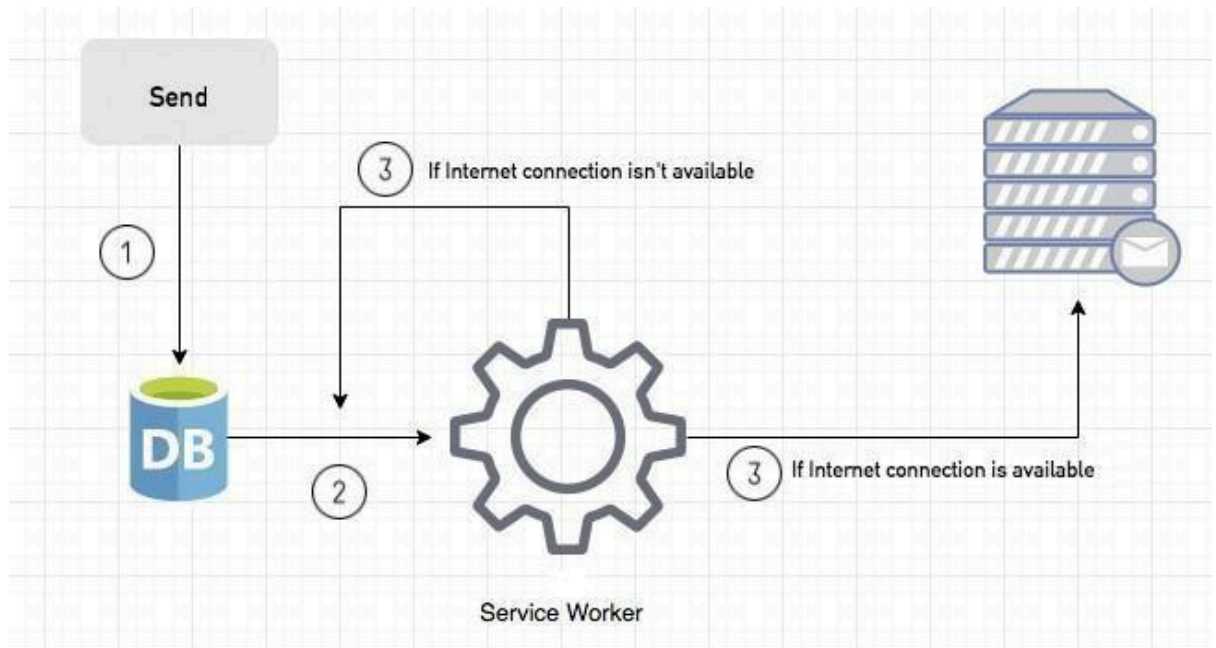 Send
3 If Internet connection isn't available
1
DB
2
3 If Internet connection is available
Service Worker